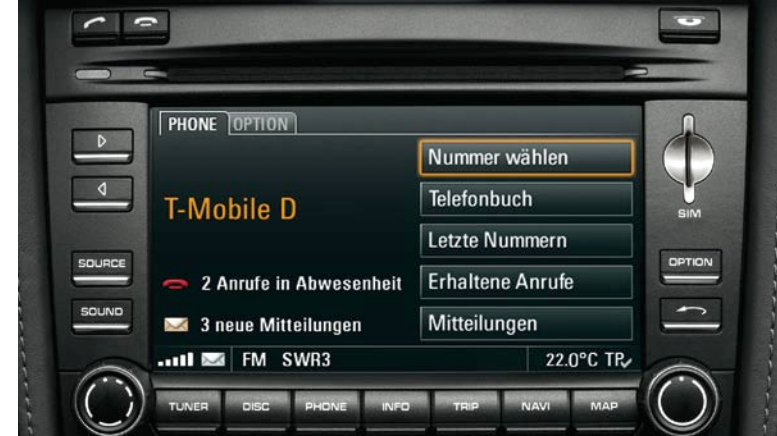 PHONE OPTION
Nummer wählen
T-Mobile D
Telefonbuch
SIM
Letzte Nummern
SOURCE
OPTION
2 Anrufe in Abwesenheit
Erhaltene Anrufe
SOUND
3 neue Mitteilungen
Mitteilungen
FM SWR3 22.0°C TP
TUNER DISC PHONE INFO TRIP NAVI MAP